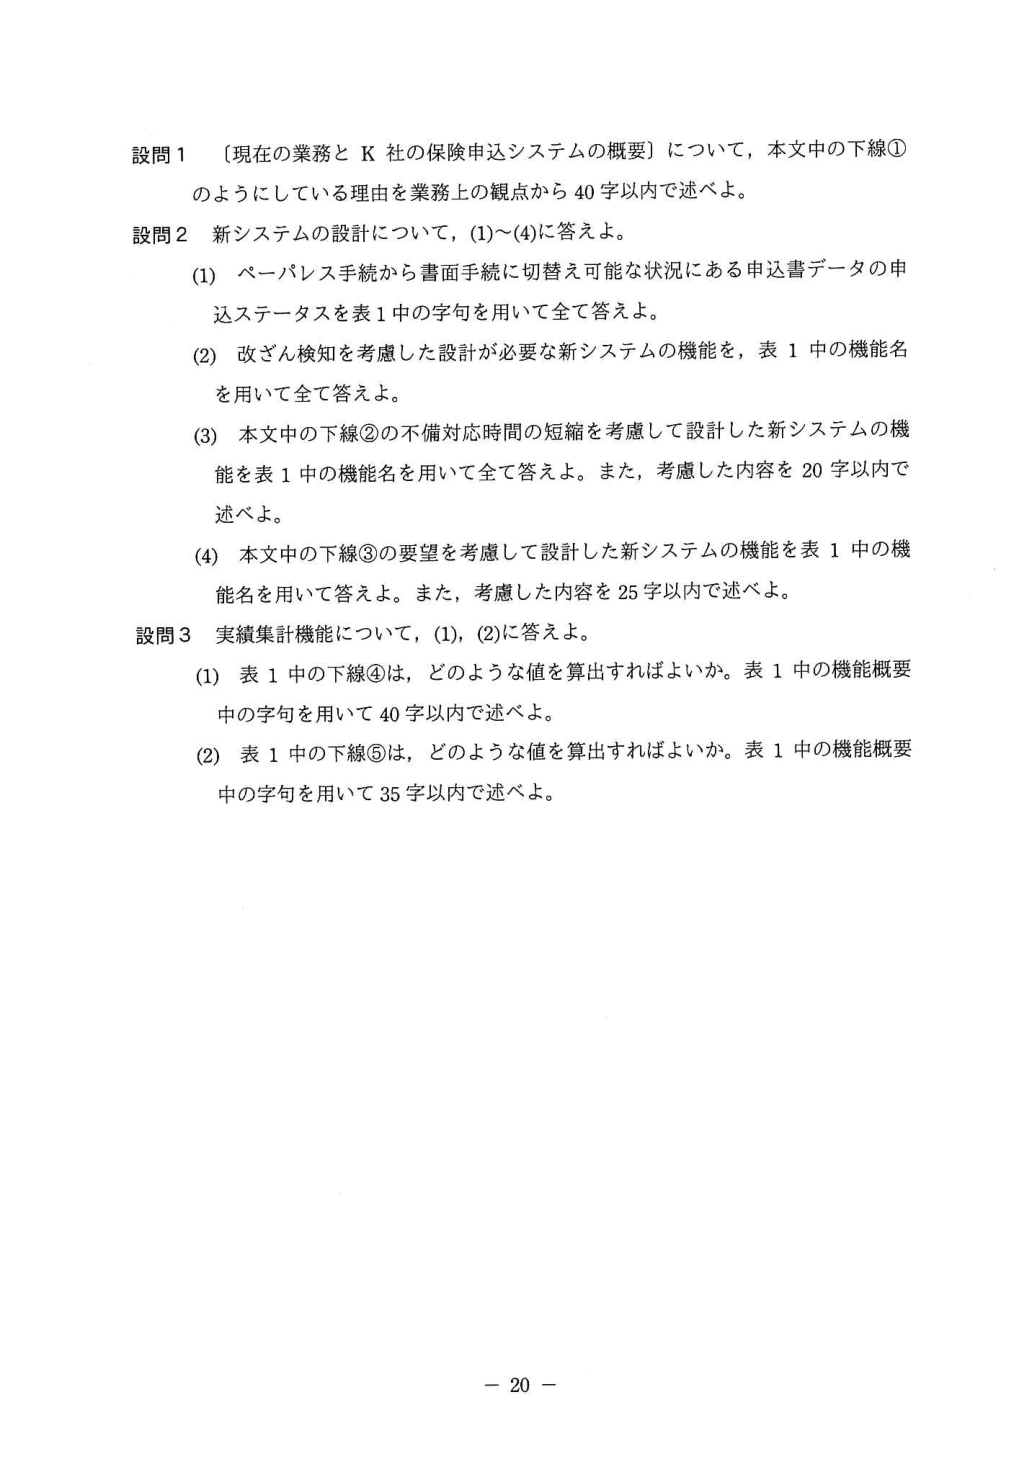 設問1 〔現在の業務と K 社の保険申込システムの概要〕について，本文中の下線①
のようにしている理由を業務上の観点から 40 字以内で述べよ。
設問2 新システムの設計について，(1)～(4)に答えよ。
(1) ペーパレス手続から書面手続に切替え可能な状況にある申込書データの申
込ステータスを表 1 中の字句を用いて全て答えよ。
(2) 改ざん検知を考慮した設計が必要な新システムの機能を，表 1 中の機能名
を用いて全て答えよ。
(3) 本文中の下線②の不備対応時間の短縮を考慮して設計した新システムの機
能を表 1 中の機能名を用いて全て答えよ。また，考慮した内容を 20 字以内で
述べよ。
(4) 本文中の下線③の要望を考慮して設計した新システムの機能を表 1 中の機
能名を用いて答えよ。また，考慮した内容を 25 字以内で述べよ。
設問3 実績集計機能について，(1)，(2)に答えよ。
(1) 表 1 中の下線④は，どのような値を算出すればよいか。表 1 中の機能概要
中の字句を用いて 40 字以内で述べよ。
(2) 表 1 中の下線⑤は，どのような値を算出すればよいか。表 1 中の機能概要
中の字句を用いて 35 字以内で述べよ。
－ 20 －